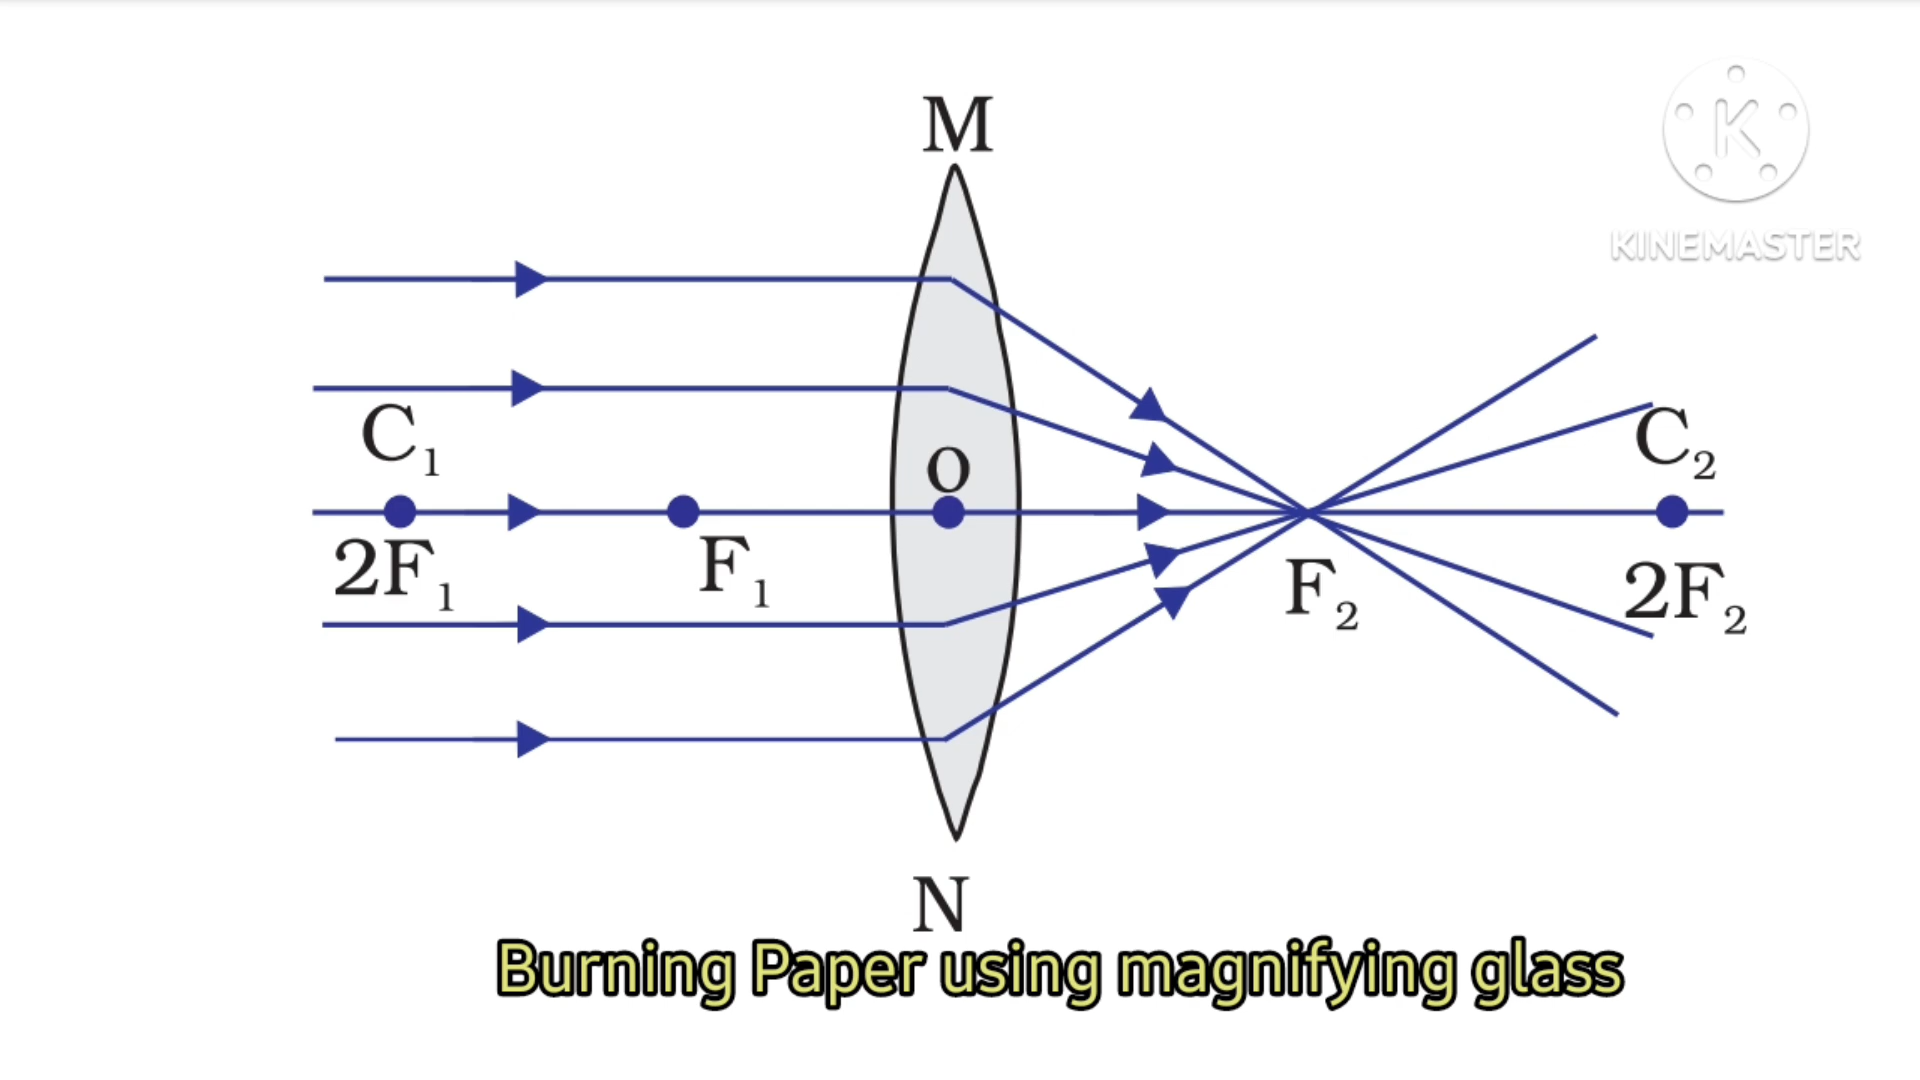 M
K
KINEMASTER
C₁
C₂
O
2F₁
F₁
F₂
2F₂
N
Burning Paper using magnifying glass